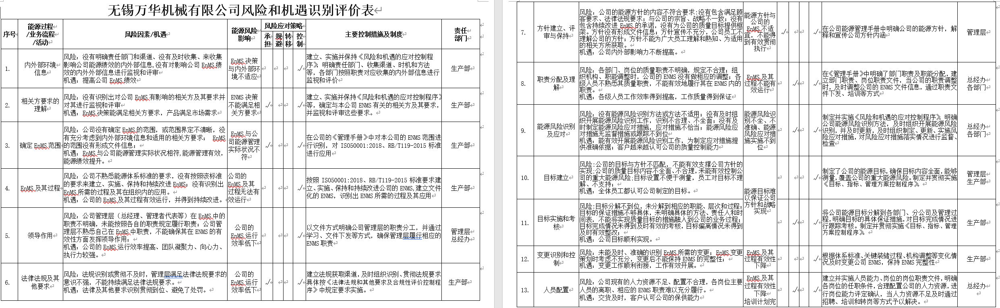 无锡万华机械有限公司风险和机遇识别评价表
序号
能源过程
/业务流程
/活动
风险因素/机遇
能源风险
影响
风险应对策略
承担
规避
转移
控制
主要控制措施及制度
责任
部门
1.
内外部环境
信息
风险：没有明确责任部门和渠道、没有及时收集、来收集
影响公司能源绩效的内外部信息,没有对影响公司 EnMS 绩
效的内外外部信息进行监视和评审
机遇：提高公司 EnMS 绩效
EnMS 决策
与内外部环
境不适应
√
建立、实施并保持《风险和机遇的应对控制程
序》，明确责任部门、收集渠道、时机和方法
等，各部门按照职责对应收集的内外部信息进行
监视和评价
生产部
2.
相关方要求的
理解
风险：没有识别出对公司 EnMS 有影响的相关方及其要求并
对其进行监视和评审
机遇：EnMS 决策能满足相关方要求，产品满足市场需求
ENMS 决策
不能满足相
关方要求
√ √
建立、实施并保持《风险和机遇的应对控制程序》
等，确定与本公司 ENMS 有关的相关方及其要求，
并监视和评审这些要求。
生产部
3.
确定 EnMS 范围
风险：公司没有确定 EnMS 的范围，或范围界定不清晰，没
有充分考虑到内外部环境信息和适用的相关方要求； EnMS
的范围没有形成文件信息；
机遇：EnMS 与公司能源管理实际状况相符,能源管理有效，
能源绩效提升。
EnMS 与公
司能源管理
实际状况不
符
√ √
在公司的《管理手册》中对本公司的 ENMS 范围进
行识别，对 ISO50001:2018、RB/T119-2015 标准
进行应用
生产部
4.
EnMS 及其过程
风险：公司不熟悉能源体系标准的要求，没有按照该标准
的要求来建立、实施、保持和持续改进 EnMS；没有识别出
EnMS 所需的过程及其在组织内的应用。
机遇：公司的 EnMS 及其过程有效运行，并得到持续改进。
公司的
EnMS 及其
过程无法有
效运行
√
按照 ISO50001:2018、RB/T119-2015 标准要求建
立、实施、保持和持续改进公司的 ENMS,建立文件
化的 ENMS，识别出 ENMS 所需的过程及其应用
生产部
5.
领导作用
风险：公司管理层（总经理、管理者代表等）在 EnMS 中的
职责不明确，未能按照各自的职责规定履行职责；公司管
理层不熟悉自己在 EnMS 中职责，不能确保其在 ENMS 的有
效性方面发挥领导作用；
机遇：公司的 EnMS 运行效率提高、团队凝聚力、向心力、
执行力较强。
公司的
EnMS 运行
效率低下
√
以文件方式明确公司管理层的职责分工，并通过
学习、文件下发等方式，确保管理层履行相应的
ENMS 职责
管理层
总经办
6.
法律法规及其
他要求
风险：法规识别或贯彻不及时，管理层满足法律法规要求的
意识不强，不能持续满足法律法规要求。
机遇：法律及其他要求识别贯彻到位、避免了处罚。
公司的
EnMS 运行
效率低下
√ √
建立法规获取渠道，及时组织识别、贯彻法规要求
具体按《法律法规和其他要求及合规性评价控制程
序》中规定要求实施。
生产部
7.
方针建立、评
审与保持
风险：公司的能源方针的内容不符合要求:没有包含满足顾
客要求、法律法规要求；与公司的宗旨、战略不一致；没有
包含持续改进 EnMS 的承诺，没有为公司的质量目标提供框
架。方针没有形成文件信息；方针宣传不充分，公司员工不
理解公司的方针；方针不能为广大员工理解和熟知、为适用
的相关方所获取。
机遇：公司内外部影响力不断提高。
能源方针与
公司的
EnMS 不适
宜，不能得
到有效贯彻
执行
√ √
在公司能源管理手册中明确公司的能源方针，解
释和宣传公司方针内涵
管理层
8.
职责分配及理
解
风险：各部门、岗位的质量职责不明确，规定不合理；组
织机构、职能调整时，公司的 ENMS 没有做相应的调整；各
级人员不熟悉其质量职责，不能有效地履行其在 ENMS 内的
职责。
机遇：各级人员工作效率得到提高，工作质量得到保证
EnMS 及其
过程不能有
效运行
√ √
在《管理手册》中明确了部门职责及职能分配，建
立部门职责、岗位职责文件，当公司的职责调整
时，及时调整公司的 ENMS 文件信息，通过职责文
件下发、培训等方式
总经办
各部门
9.
能源风险识别
及应对
风险：没有能源风险识别方法或方法不适用；没有及时组
织开展能源风险识别工作，识别不合理、不全面；没有及
时制定能源风险应对措施，应对措施不恰当；能源风险应
对措施无监督措施或跟踪不到位
机遇：能有效开展能源风险识别工作，为制定应对措施提
供准确依据；客户越来越认可公司的质量控制能力
能源风险识
别不全、不
准确、能源
风险应对措
施实施不到
位
√ √
制定并实施《风险和机遇的应对控制程序》，明确
公司能源风险识别方法，及时组织开展能源风险
识别，并及时更新，及时组织制定、更新、实施风
险应对措施，对风险应对措施落实情况进行监督、
检查
总经办
各部门
10.
目标建立
风险:公司的目标与方针不匹配，不能有效支撑公司方针的
实现;公司的质量目标内容不全面、不合理,未能有效控制公
司的重大能源风险;目标设置不便于测量，员工对目标不理
解、不支持；
机遇：全体员工都认可公司制定的目标。
能源目标难
以保证公司
方针和战略
实现
√
制定了公司的能源目标,确保目标内容全面,能够
测量,覆盖公司的重大能源风险。制定并贯彻实施
《目标、指标、管理方案控制程序》。
管理层
生产部
11.
目标实施和考
核
风险:目标分解不到位，未分解到相应的职能、层次和过程；
目标的保证措施不够具体，未明确具体的方法、责任人和时
间表，不能将实现质量目标的措施融入到公司的业务过程；
目标完成情况未得到及时有效的考核，目标偏离情况未得到
及时有效整改；
机遇：公司目标顺利实现。
√ √
将公司能源目标分解到各部门、分公司及管理过
程,明确目标的具体保证措施,对目标完成情况进
行跟踪考核。制定并贯彻实施《目标、指标、管理
方案控制程序》。
生产部
12.
变更识别和控
制
风险：未能及时、准确的识别 EnMS 所需的变更；EnMS 变更
策划时考虑不充分，变更后不能保持 ENMS 的完整性；
机遇：变更工作顺利衔接，工作有效开展。
EnMS 及其
过程有效性
下降
√
根据体系标准、关键装储过程、机构调整等变化情
况及时变更公司 ENMS，保持 ENMS 完整性
生产部
13.
人员配置
风险：公司现有的人力资源不足、配置不合理，各岗位主要
人员的离职、相应的 ENMS 职责难以充分履行。
机遇：交货及时，客户认可公司的保供能力
EnMS 及其
过程有效性
下降
培训计划完
√ √
建立并实施人员能力、岗位的岗位职责文件，明确
各岗位的任职条件，合理配置公司的人力资源，进
行岗位能力评定确认，当人力资源不足及时通过
招聘、培训和转岗等方式予以解决。
总经办